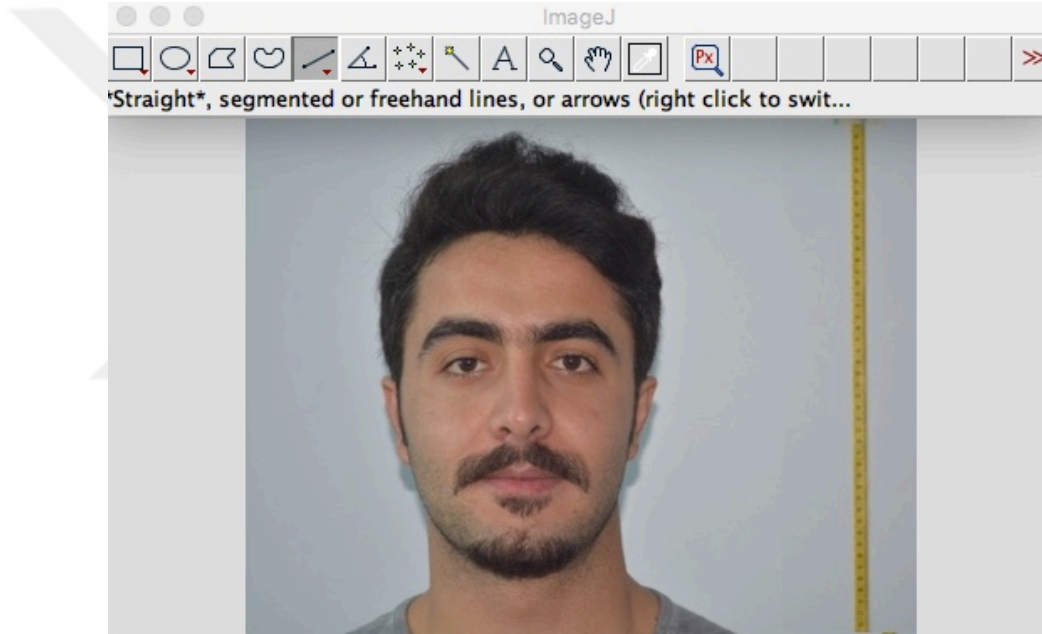 ImageJ
A
Px
>>
*Straight*, segmented or freehand lines, or arrows (right click to swit...